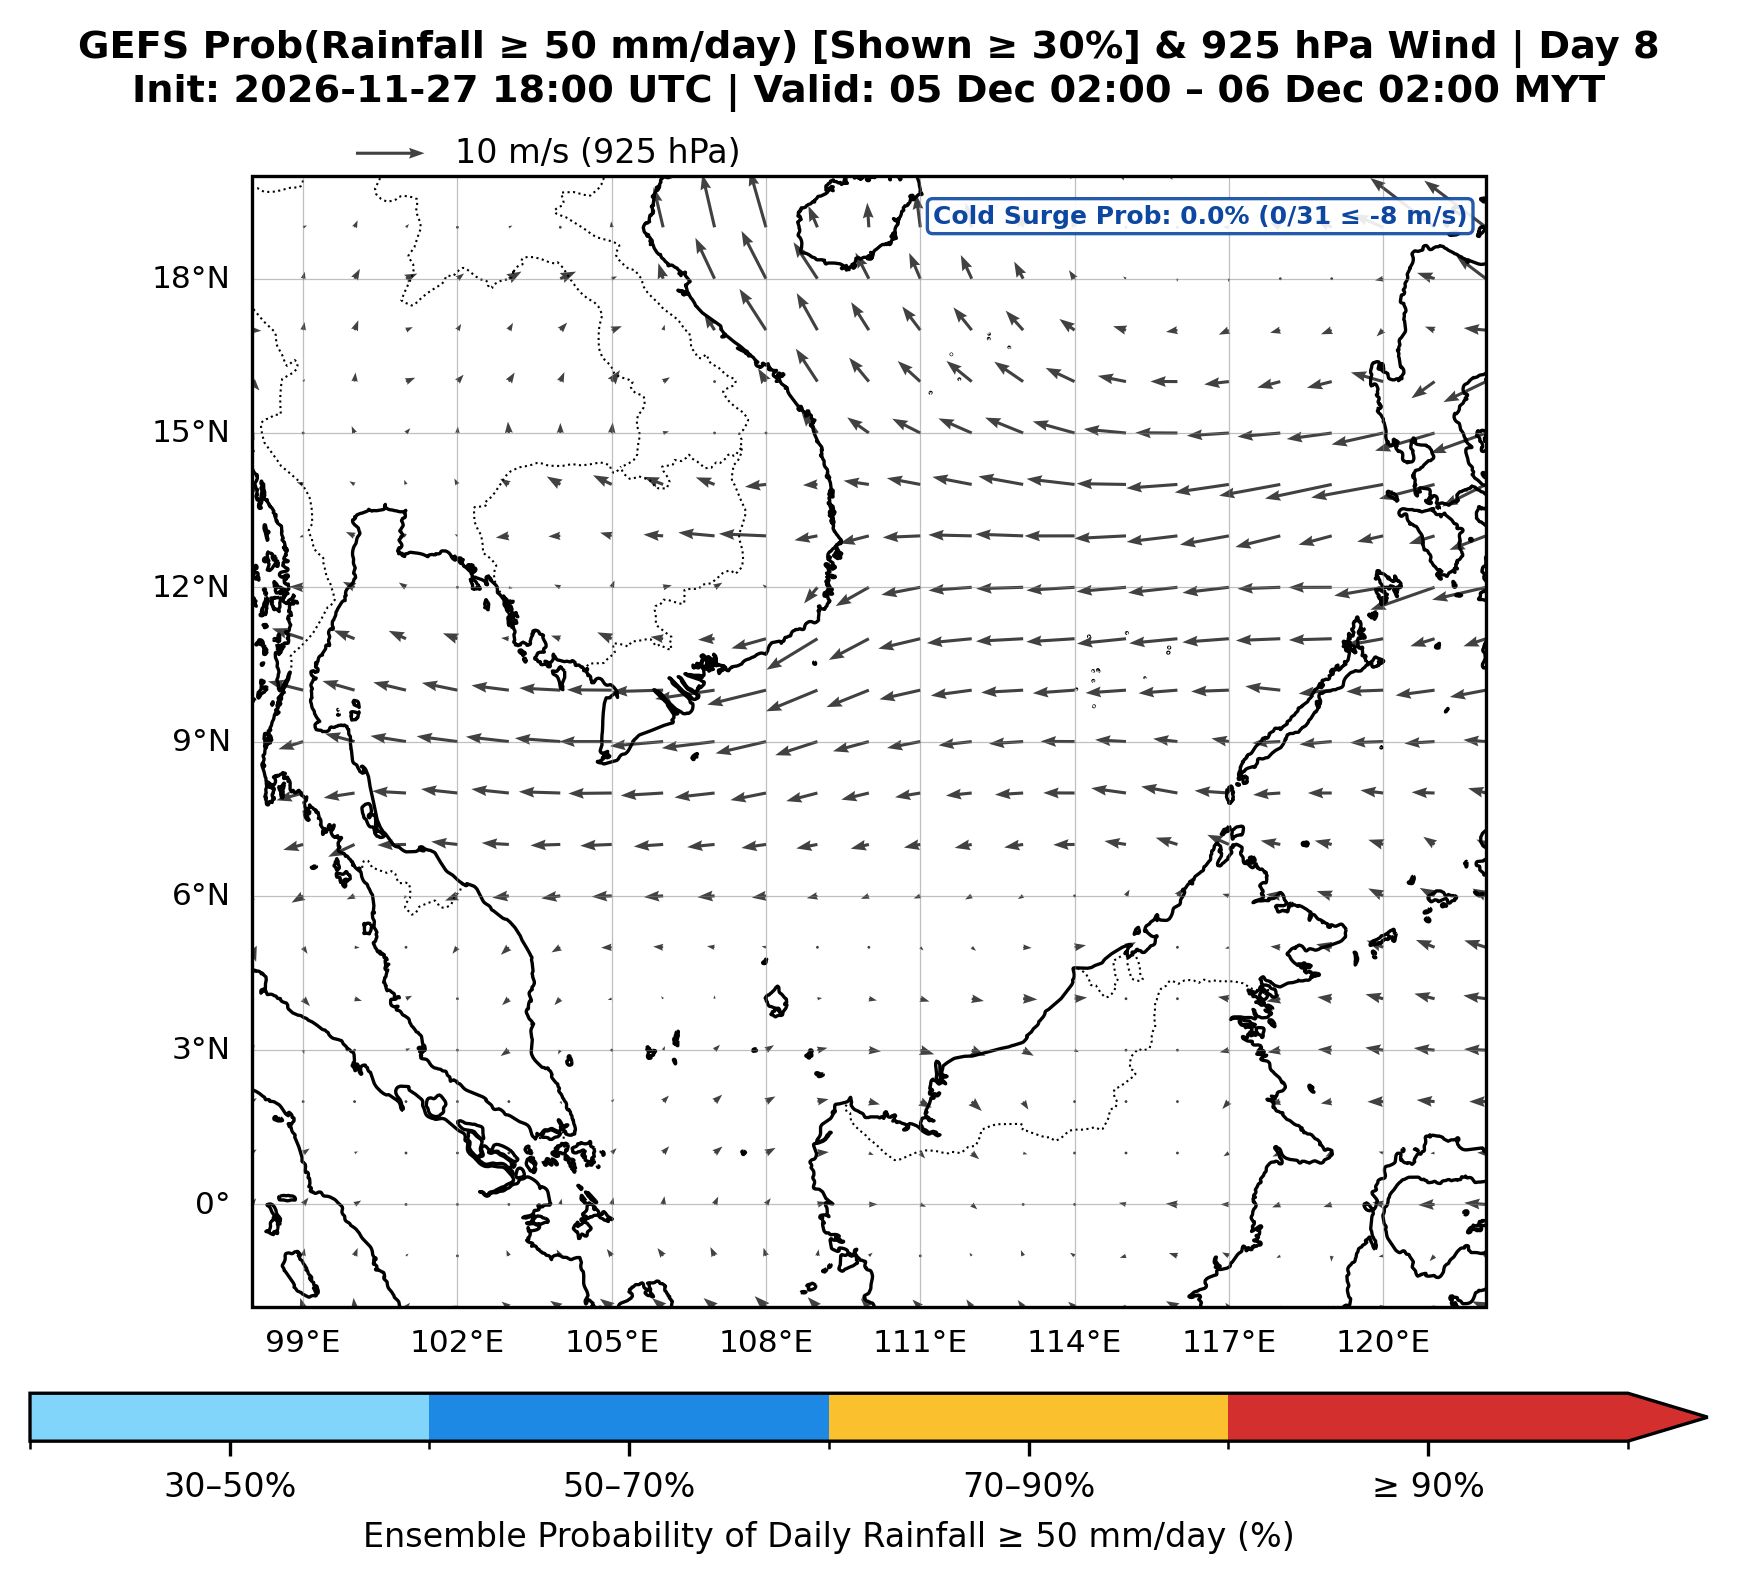 GEFS Prob(Rainfall ≥ 50 mm/day) [Shown ≥ 30%] & 925 hPa Wind | Day 8
Init: 2026-11-27 18:00 UTC | Valid: 05 Dec 02:00 – 06 Dec 02:00 MYT
10 m/s (925 hPa)
Cold Surge Prob: 0.0% (0/31 ≤ -8 m/s)
18°N
15°N
12°N
9°N
6°N
3°N
0°
99°E 102°E 105°E 108°E 111°E 114°E 117°E 120°E
30–50% 50–70% 70–90% ≥ 90%
Ensemble Probability of Daily Rainfall ≥ 50 mm/day (%)